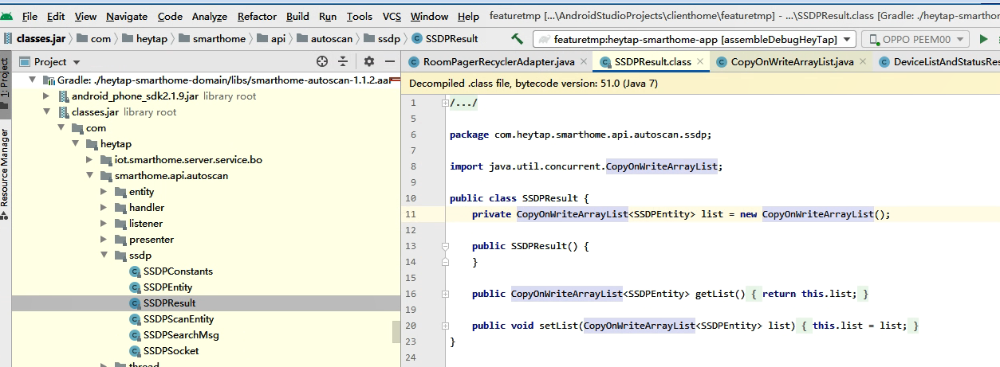 File Edit View Navigate Code Analyze Refactor Build Run Tools VCS Window Help featuretmp [...\AndroidStudioProjects\clienthome\featuretmp] - ...\SSDPResult.class [Gradle: ./heytap-smarthom
classes.jar com heytap smarthome api autoscan ssdp SSDPResult featuretmp:heytap-smarthome-app [assembleDebugHeyTap] OPPO PEEM00
1: Project
Resource Manager
Project
Gradle: ./heytap-smarthome-domain/libs/smarthome-autoscan-1.1.2.aar
android_phone_sdk2.1.9.jar library root
classes.jar library root
com
heytap
iot.smarthome.server.service.bo
smarthome.api.autoscan
entity
handler
listener
presenter
ssdp
SSDPConstants
SSDPEntity
SSDPResult
SSDPScanEntity
SSDPSearchMsg
SSDPSocket
thread
RoomPagerRecyclerAdapter.java SSDPResult.class CopyOnWriteArrayList.java DeviceListAndStatusRes
Decompiled .class file, bytecode version: 51.0 (Java 7)
1 /.../
5
6 package com.heytap.smarthome.api.autoscan.ssdp;
7
8 import java.util.concurrent.CopyOnWriteArrayList;
9
10 public class SSDPResult {
11 private CopyOnWriteArrayList<SSDPEntity> list = new CopyOnWriteArrayList();
12
13 public SSDPResult() {
14 }
15
16 public CopyOnWriteArrayList<SSDPEntity> getList() { return this.list; }
19
20 public void setList(CopyOnWriteArrayList<SSDPEntity> list) { this.list = list; }
23 }
24